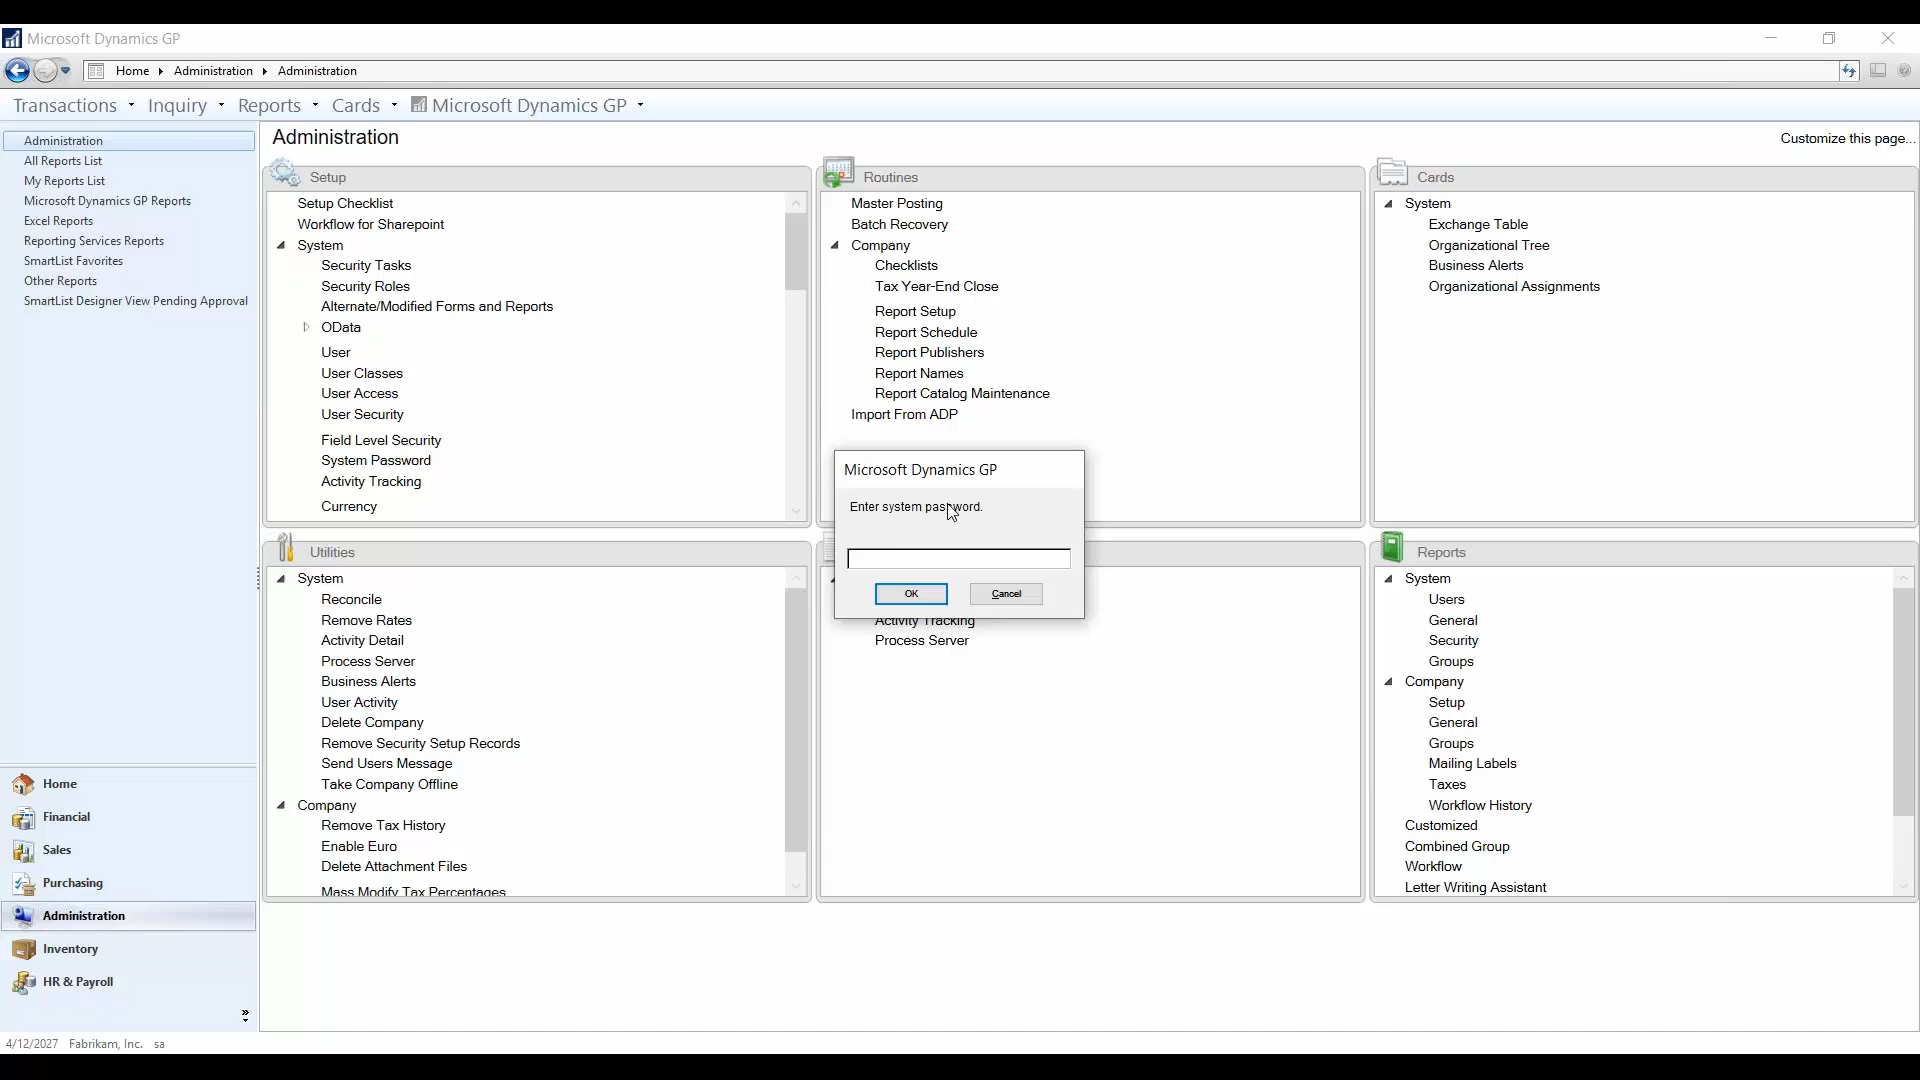 Microsoft Dynamics GP
Home Administration Administration
Transactions Inquiry Reports Cards Microsoft Dynamics GP
Administration
All Reports List
My Reports List
Microsoft Dynamics GP Reports
Excel Reports
Reporting Services Reports
SmartList Favorites
Other Reports
SmartList Designer View Pending Approval
Home
Financial
Sales
Purchasing
Administration
Inventory
HR & Payroll
Administration
Customize this page...
Setup
Setup Checklist
Workflow for Sharepoint
System
Security Tasks
Security Roles
Alternate/Modified Forms and Reports
OData
User
User Classes
User Access
User Security
Field Level Security
System Password
Activity Tracking
Currency
Routines
Master Posting
Batch Recovery
Company
Checklists
Tax Year-End Close
Report Setup
Report Schedule
Report Publishers
Report Names
Report Catalog Maintenance
Import From ADP
Cards
System
Exchange Table
Organizational Tree
Business Alerts
Organizational Assignments
Microsoft Dynamics GP
Enter system password.
OK
Cancel
Utilities
System
Reconcile
Remove Rates
Activity Detail
Process Server
Business Alerts
User Activity
Delete Company
Remove Security Setup Records
Send Users Message
Take Company Offline
Company
Remove Tax History
Enable Euro
Delete Attachment Files
Mass Modify Tax Percentages
Activity Tracking
Process Server
Reports
System
Users
General
Security
Groups
Company
Setup
General
Groups
Mailing Labels
Taxes
Workflow History
Customized
Combined Group
Workflow
Letter Writing Assistant
4/12/2027 Fabrikam, Inc. sa